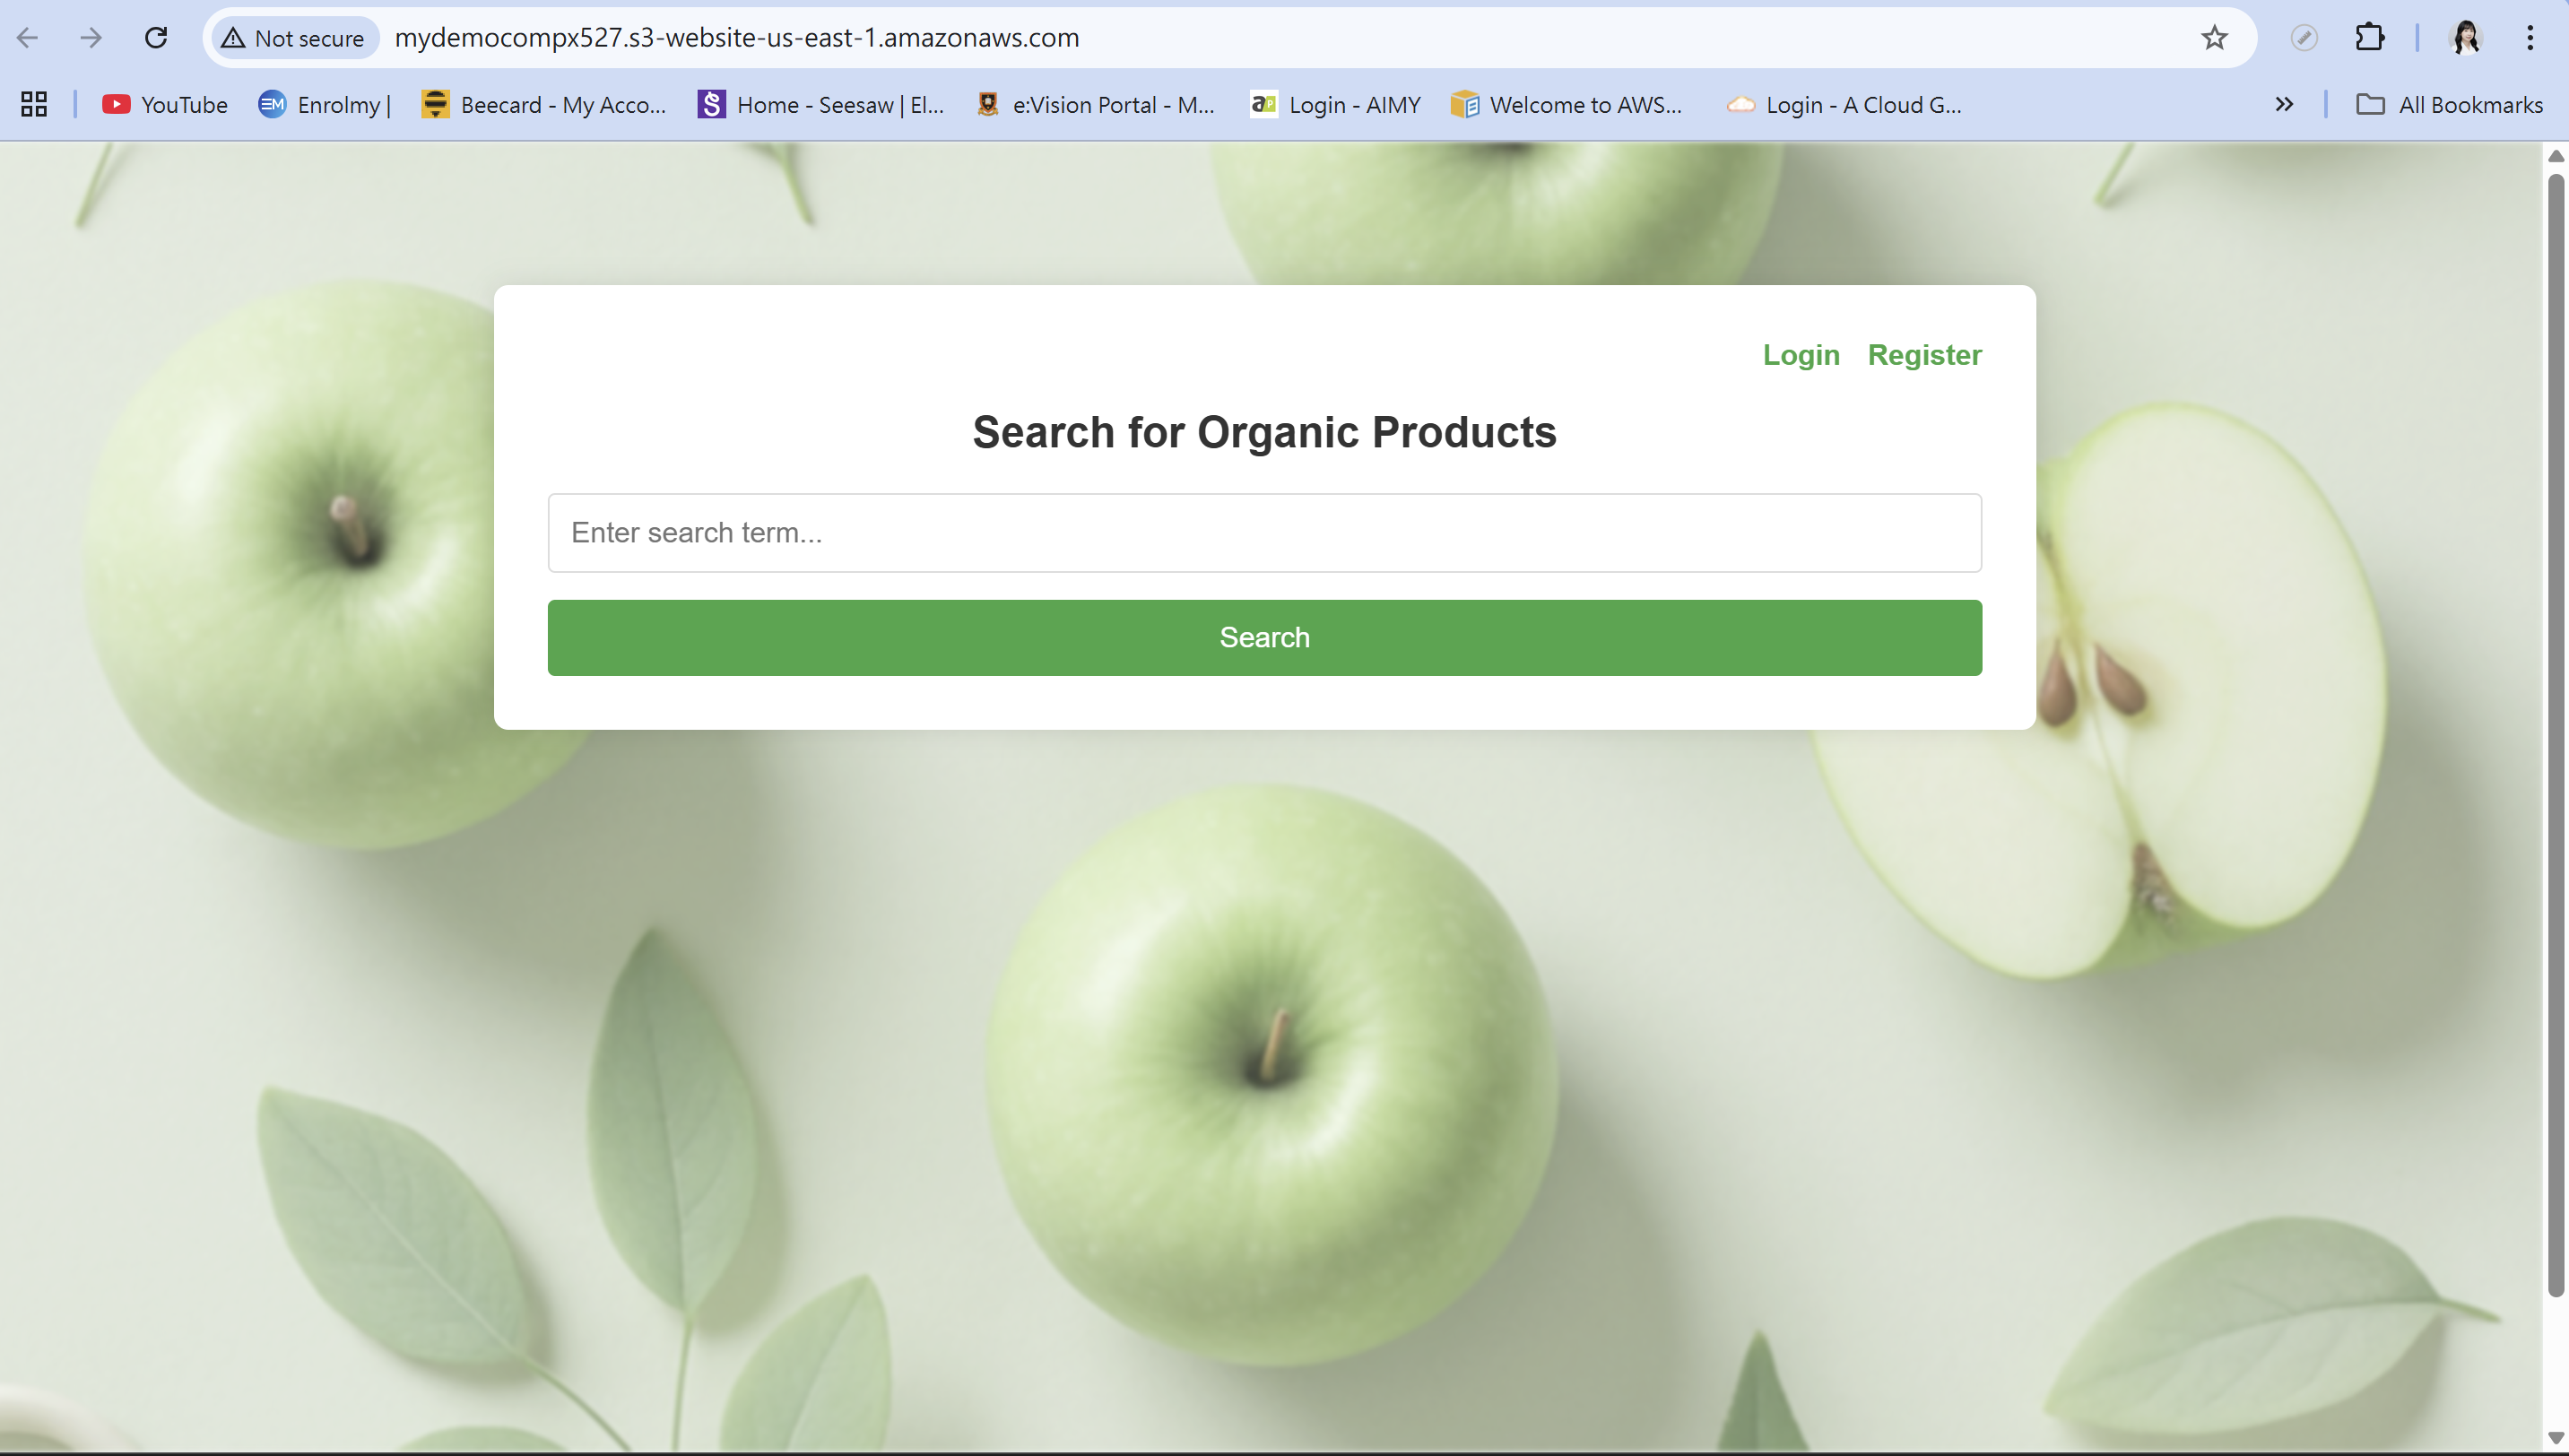 Not secure mydemocompx527.s3-website-us-east-1.amazonaws.com
YouTube Enrolmy | Beecard - My Acco... Home - Seesaw | El... e:Vision Portal - M... Login - AIMY Welcome to AWS... Login - A Cloud G... All Bookmarks
Login Register
Search for Organic Products
Enter search term...
Search